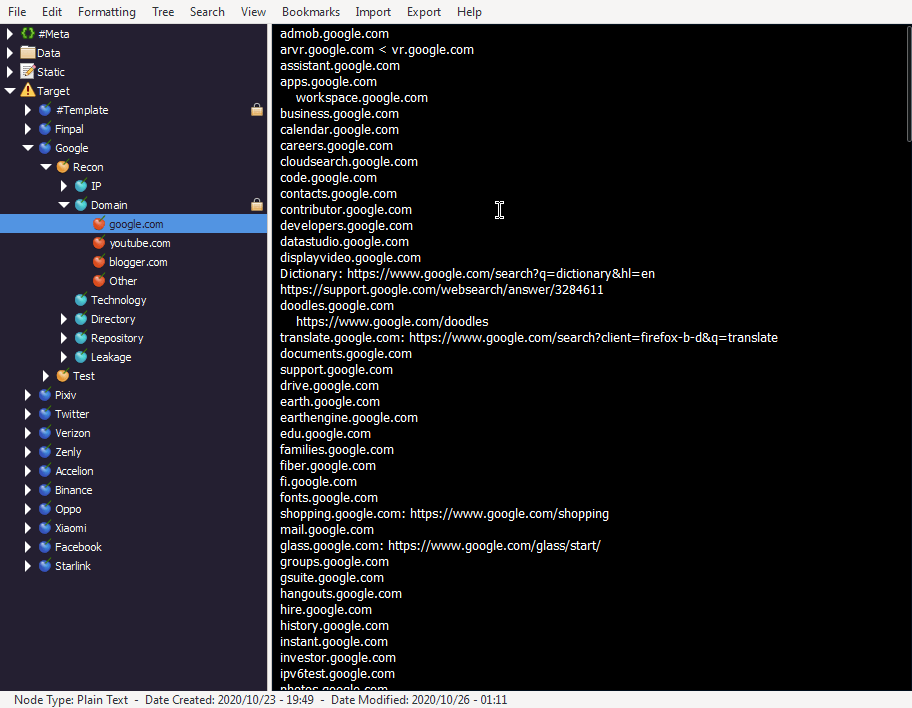 File Edit Formatting Tree Search View Bookmarks Import Export Help
#Meta
Data
Static
Target
#Template
Finpal
Google
Recon
IP
Domain
google.com
youtube.com
blogger.com
Other
Technology
Directory
Repository
Leakage
Test
Pixiv
Twitter
Verizon
Zenly
Accelion
Binance
Oppo
Xiaomi
Facebook
Starlink
admob.google.com
arvr.google.com < vr.google.com
assistant.google.com
apps.google.com
workspace.google.com
business.google.com
calendar.google.com
careers.google.com
cloudsearch.google.com
code.google.com
contacts.google.com
contributor.google.com
developers.google.com
datastudio.google.com
displayvideo.google.com
Dictionary: https://www.google.com/search?q=dictionary&hl=en
https://support.google.com/websearch/answer/3284611
doodles.google.com
https://www.google.com/doodles
translate.google.com: https://www.google.com/search?client=firefox-b-d&q=translate
documents.google.com
support.google.com
drive.google.com
earth.google.com
earthengine.google.com
edu.google.com
families.google.com
fiber.google.com
fi.google.com
fonts.google.com
shopping.google.com: https://www.google.com/shopping
mail.google.com
glass.google.com: https://www.google.com/glass/start/
groups.google.com
gsuite.google.com
hangouts.google.com
hire.google.com
history.google.com
instant.google.com
investor.google.com
ipv6test.google.com
photos.google.com
Node Type: Plain Text - Date Created: 2020/10/23 - 19:49 - Date Modified: 2020/10/26 - 01:11